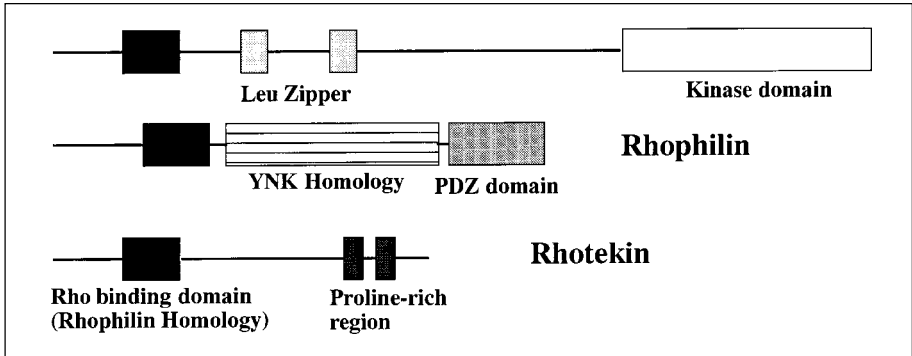 Leu Zipper
Kinase domain
Rhophilin
YNK Homology
PDZ domain
Rhotekin
Rho binding domain
(Rhophilin Homology)
Proline-rich
region